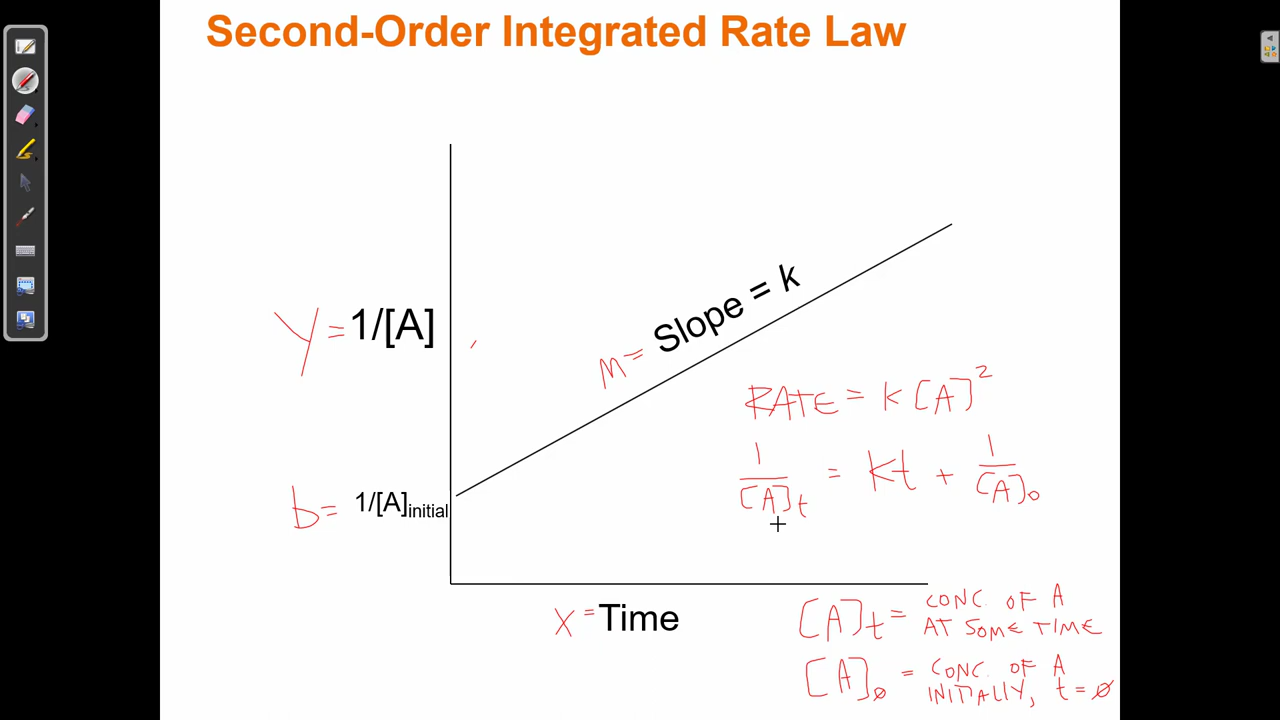 Second-Order Integrated Rate Law
Y = 1/[A]
m = Slope = k
RATE = k[A]²
1/[A]t = kt + 1/[A]₀
b = 1/[A]initial
X = Time
[A]t = CONC. OF A
AT SOME TIME
[A]₀ = CONC. OF A
INITIALLY, t = 0